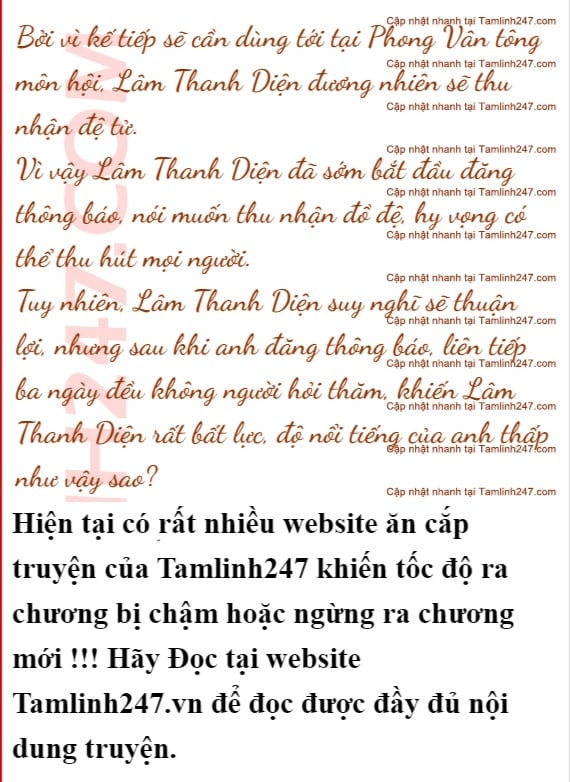 Cập nhật nhanh tại Tamlinh247.com
Bởi vì kế tiếp sẽ cần dùng tới tại Phong Vân tông
Cập nhật nhanh tại Tamlinh247.com
môn hội, Lâm Thanh Diện đương nhiên sẽ thu
Cập nhật nhanh tại Tamlinh247.com
nhận đệ tử.
Cập nhật nhanh tại Tamlinh247.com
Vì vậy Lâm Thanh Diện đã sớm bắt đầu đăng
Cập nhật nhanh tại Tamlinh247.com
thông báo, nói muốn thu nhận đồ đệ, hy vọng có
Cập nhật nhanh tại Tamlinh247.com
thể thu hút mọi người.
Cập nhật nhanh tại Tamlinh247.com
Tuy nhiên, Lâm Thanh Diện suy nghĩ sẽ thuận
Cập nhật nhanh tại Tamlinh247.com
lợi, nhưng sau khi anh đăng thông báo, liên tiếp
Cập nhật nhanh tại Tamlinh247.com
ba ngày đều không người hỏi thăm, khiến Lâm
Cập nhật nhanh tại Tamlinh247.com
Thanh Diện rất bất lực, độ nổi tiếng của anh thấp
Cập nhật nhanh tại Tamlinh247.com
như vậy sao?
Cập nhật nhanh tại Tamlinh247.com
H247.COM
Hiện tại có rất nhiều website ăn cắp
truyện của Tamlinh247 khiến tốc độ ra
chương bị chậm hoặc ngừng ra chương
mới !!! Hãy Đọc tại website
Tamlinh247.vn để đọc được đầy đủ nội
dung truyện.